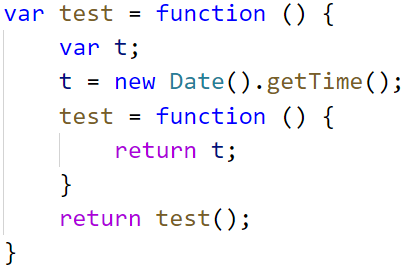 var test = function () {
    var t;
    t = new Date().getTime();
    test = function () {
        return t;
    }
    return test();
}